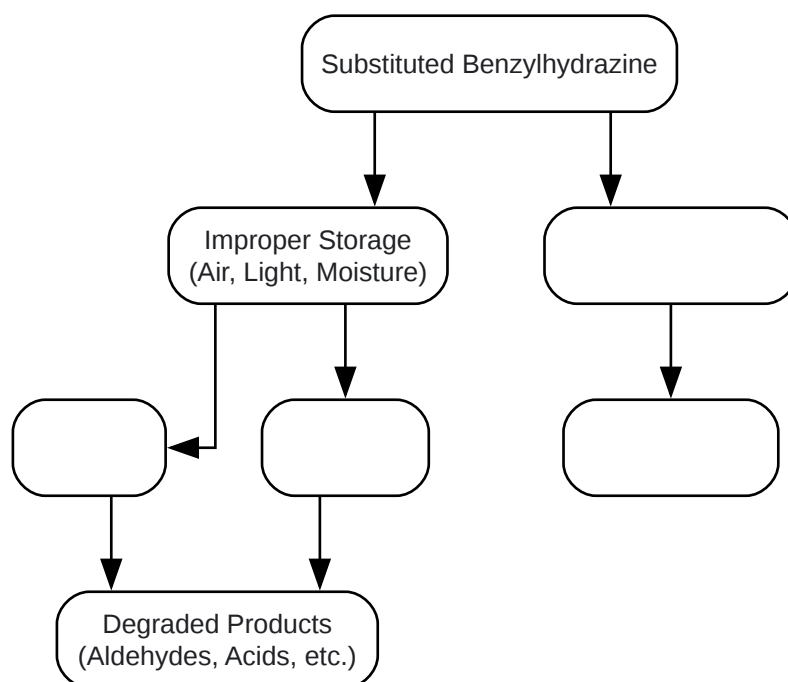 Substituted Benzylhydrazine
Improper Storage
(Air, Light, Moisture)
Degraded Products
(Aldehydes, Acids, etc.)